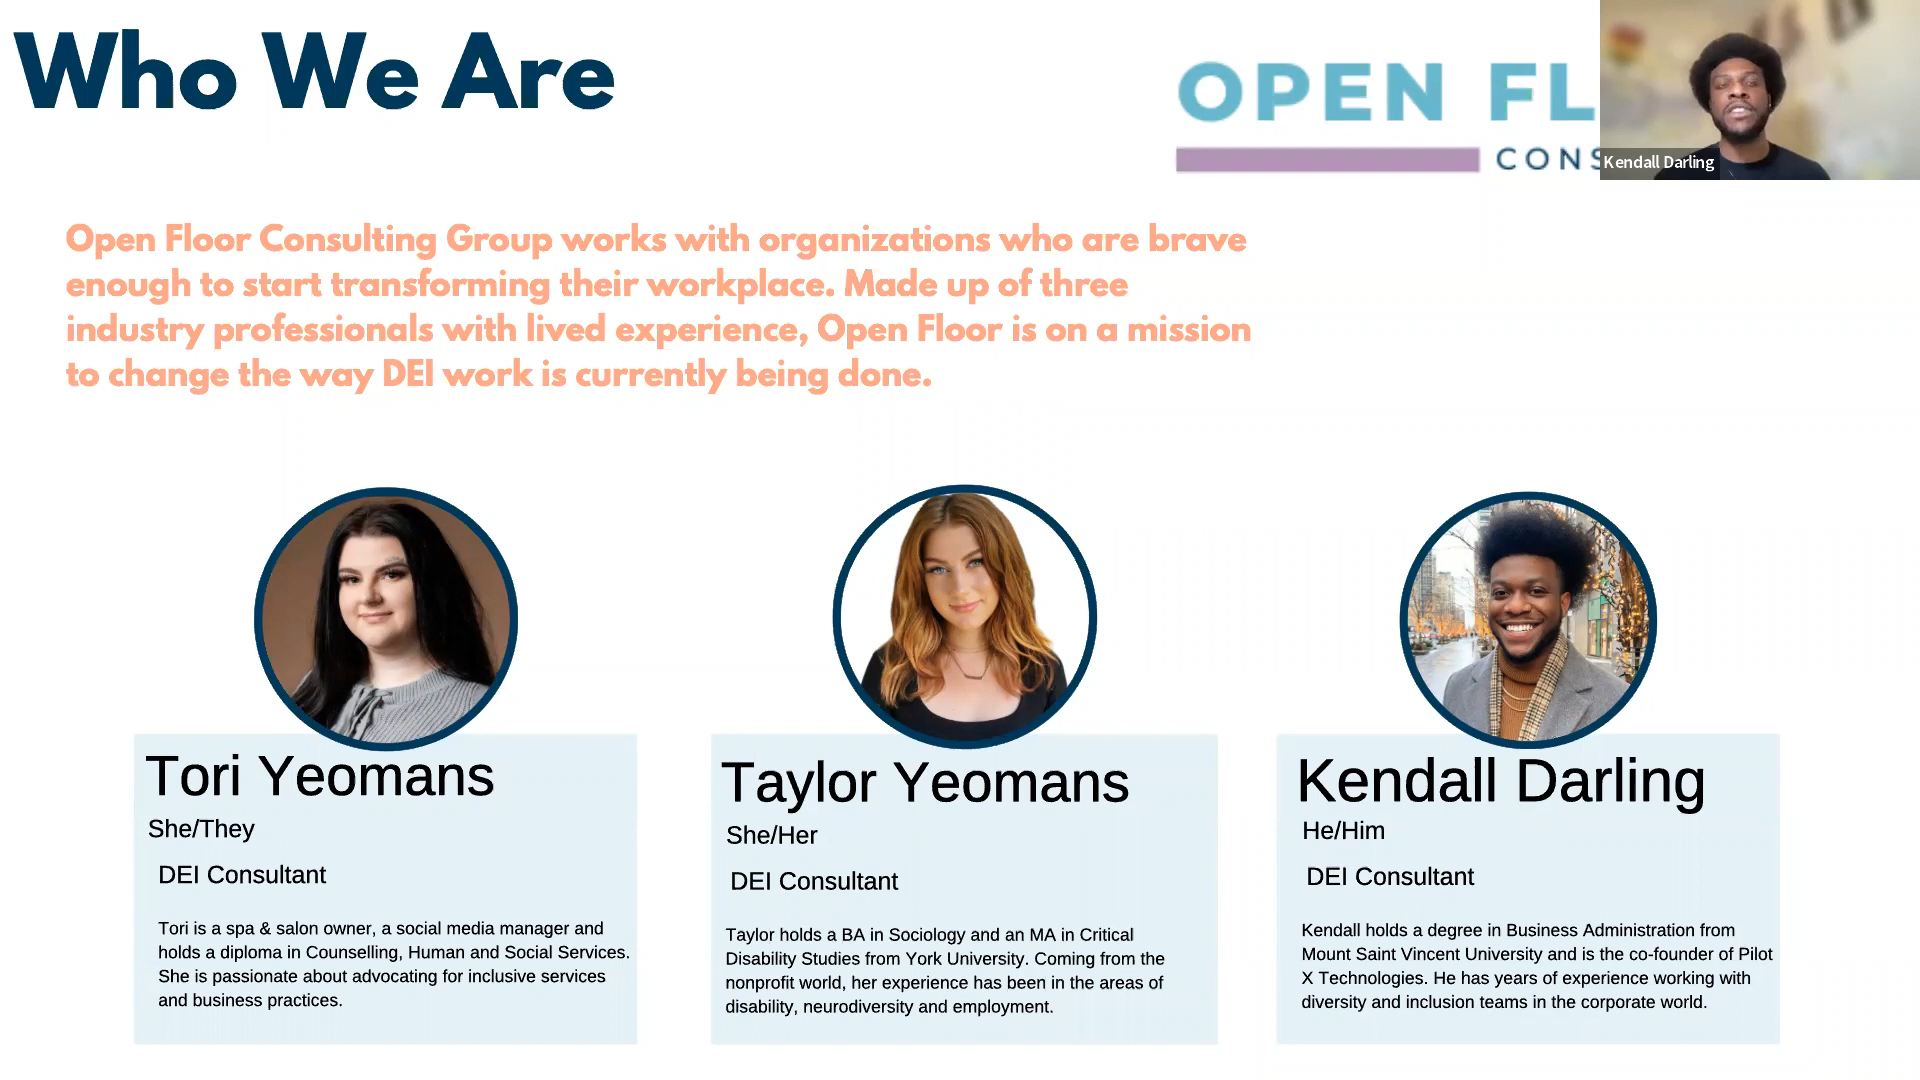 Who We Are
OPEN FL
CONS
Kendall Darling
Open Floor Consulting Group works with organizations who are brave
enough to start transforming their workplace. Made up of three
industry professionals with lived experience, Open Floor is on a mission
to change the way DEI work is currently being done.
Tori Yeomans
She/They
DEI Consultant
Tori is a spa & salon owner, a social media manager and
holds a diploma in Counselling, Human and Social Services.
She is passionate about advocating for inclusive services
and business practices.
Taylor Yeomans
She/Her
DEI Consultant
Taylor holds a BA in Sociology and an MA in Critical
Disability Studies from York University. Coming from the
nonprofit world, her experience has been in the areas of
disability, neurodiversity and employment.
Kendall Darling
He/Him
DEI Consultant
Kendall holds a degree in Business Administration from
Mount Saint Vincent University and is the co-founder of Pilot
X Technologies. He has years of experience working with
diversity and inclusion teams in the corporate world.